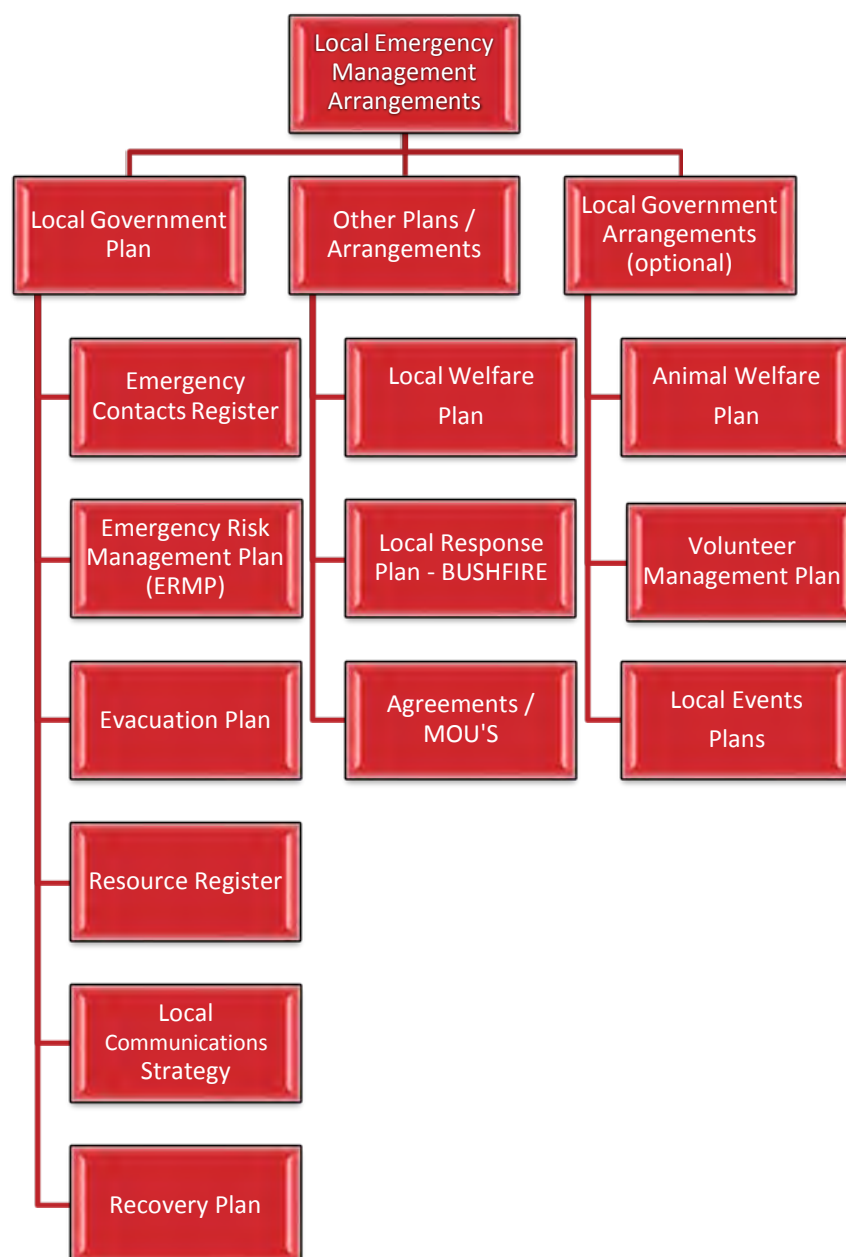 Local Emergency
Management
Arrangements
Local Government
Plan
Other Plans /
Arrangements
Local Government
Arrangements
(optional)
Emergency
Contacts Register
Emergency Risk
Management Plan
(ERMP)
Evacuation Plan
Resource Register
Local
Communications
Strategy
Recovery Plan
Local Welfare
Plan
Local Response
Plan - BUSHFIRE
Agreements /
MOU'S
Animal Welfare
Plan
Volunteer
Management Plan
Local Events
Plans